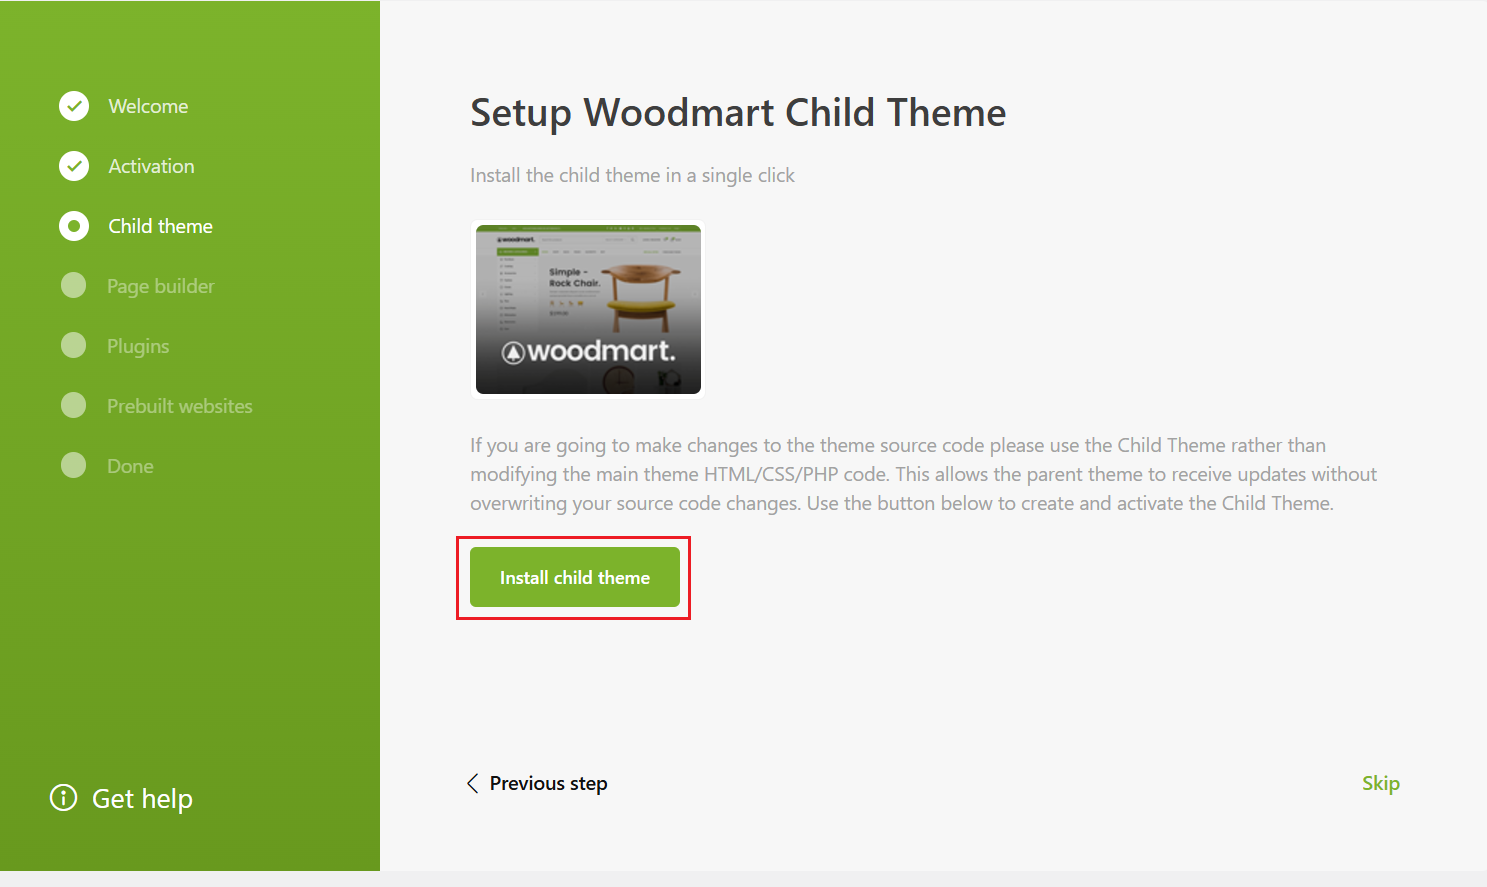 Welcome
Activation
Child theme
Page builder
Plugins
Prebuilt websites
Done
Get help
Setup Woodmart Child Theme
Install the child theme in a single click
woodmart.
Simple -
Rock Chair.
woodmart.
If you are going to make changes to the theme source code please use the Child Theme rather than
modifying the main theme HTML/CSS/PHP code. This allows the parent theme to receive updates without
overwriting your source code changes. Use the button below to create and activate the Child Theme.
Install child theme
Previous step
Skip